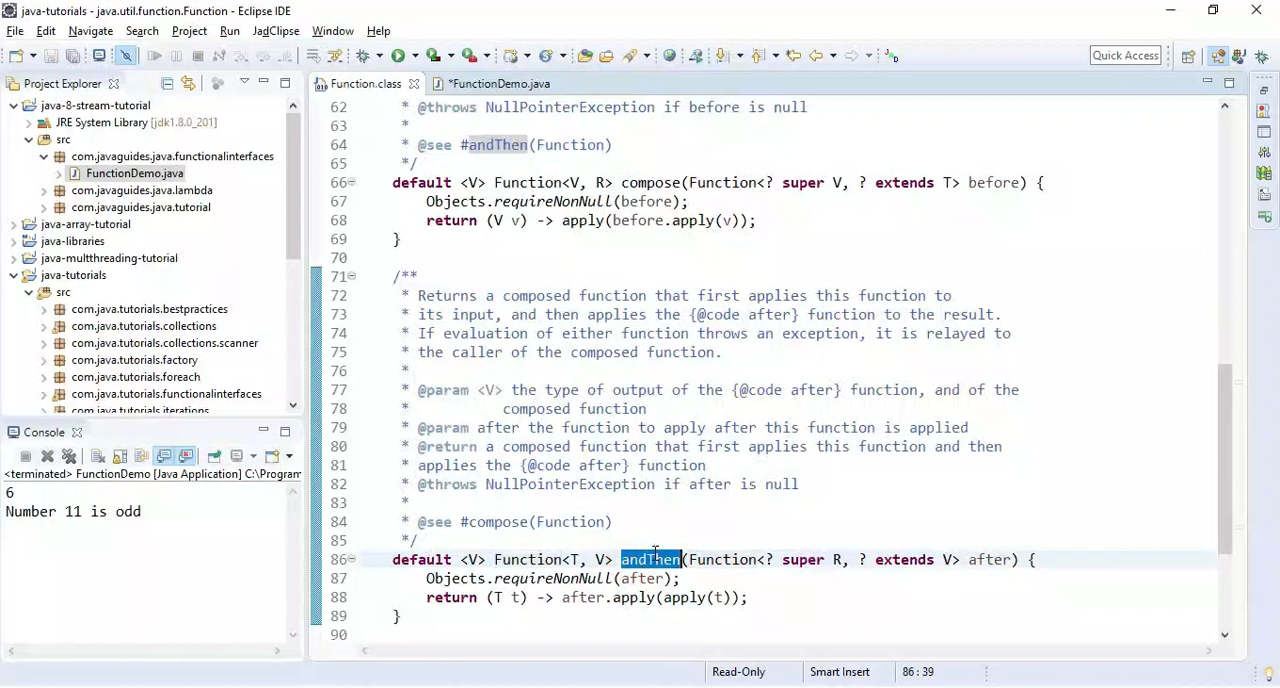 java-tutorials - java.util.function.Function - Eclipse IDE
File Edit Navigate Search Project Run JadClipse Window Help
Quick Access
Project Explorer
java-8-stream-tutorial
JRE System Library [jdk1.8.0_201]
src
com.javaguides.java.functionalinterfaces
FunctionDemo.java
com.javaguides.java.lambda
com.javaguides.java.tutorial
java-array-tutorial
java-libraries
java-multthreading-tutorial
java-tutorials
src
com.java.tutorials.bestpractices
com.java.tutorials.collections
com.java.tutorials.collections.scanner
com.java.tutorials.factory
com.java.tutorials.foreach
com.java.tutorials.functionalinterfaces
com.java.tutorials.iterations
Console
<terminated> FunctionDemo [Java Application] C:\Program
6
Number 11 is odd
Function.class *FunctionDemo.java
62 * @throws NullPointerException if before is null
63 *
64 * @see #andThen(Function)
65 */
66 default <V> Function<V, R> compose(Function<? super V, ? extends T> before) {
67 Objects.requireNonNull(before);
68 return (V v) -> apply(before.apply(v));
69 }
70
71 /**
72 * Returns a composed function that first applies this function to
73 * its input, and then applies the {@code after} function to the result.
74 * If evaluation of either function throws an exception, it is relayed to
75 * the caller of the composed function.
76 *
77 * @param <V> the type of output of the {@code after} function, and of the
78 * composed function
79 * @param after the function to apply after this function is applied
80 * @return a composed function that first applies this function and then
81 * applies the {@code after} function
82 * @throws NullPointerException if after is null
83 *
84 * @see #compose(Function)
85 */
86 default <V> Function<T, V> andThen(Function<? super R, ? extends V> after) {
87 Objects.requireNonNull(after);
88 return (T t) -> after.apply(apply(t));
89 }
90
Read-Only Smart Insert 86 : 39